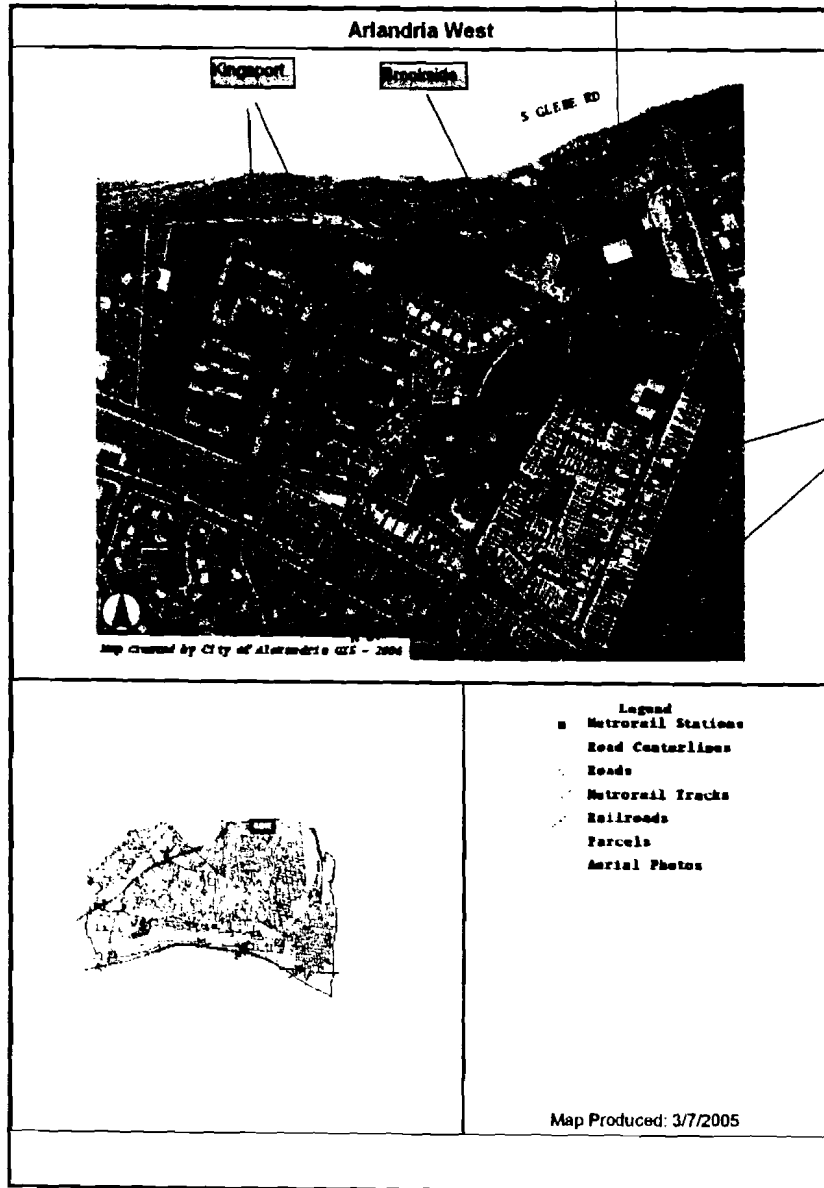 Arlandria West
Kingsport
Brookside
S GLEBE RD
Map created by City of Alexandria GIS - 2004
Legend
Metrorail Stations
Road Centerlines
Roads
Metrorail Tracks
Railroads
Parcels
Aerial Photos
Map Produced: 3/7/2005